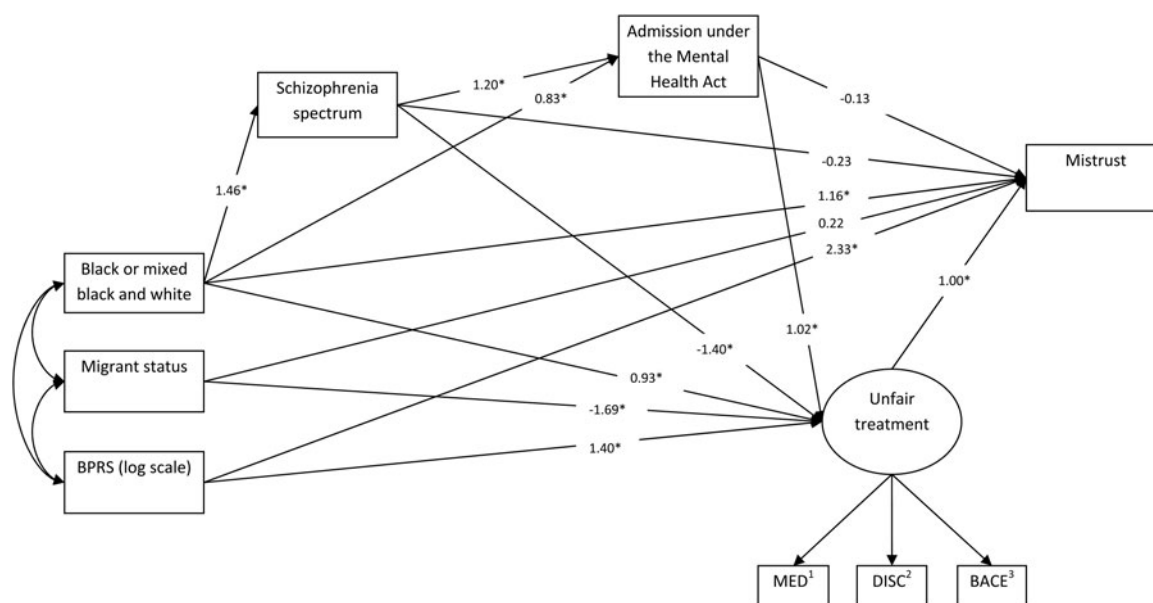 Admission under
the Mental
Health Act
Schizophrenia
spectrum
1.20*
0.83*
-0.13
Mistrust
-0.23
1.46*
1.16*
0.22
2.33*
Black or mixed
black and white
1.00*
1.02*
-1.40*
Migrant status
0.93*
-1.69*
Unfair
treatment
1.40*
BPRS (log scale)
MED¹
DISC²
BACE³